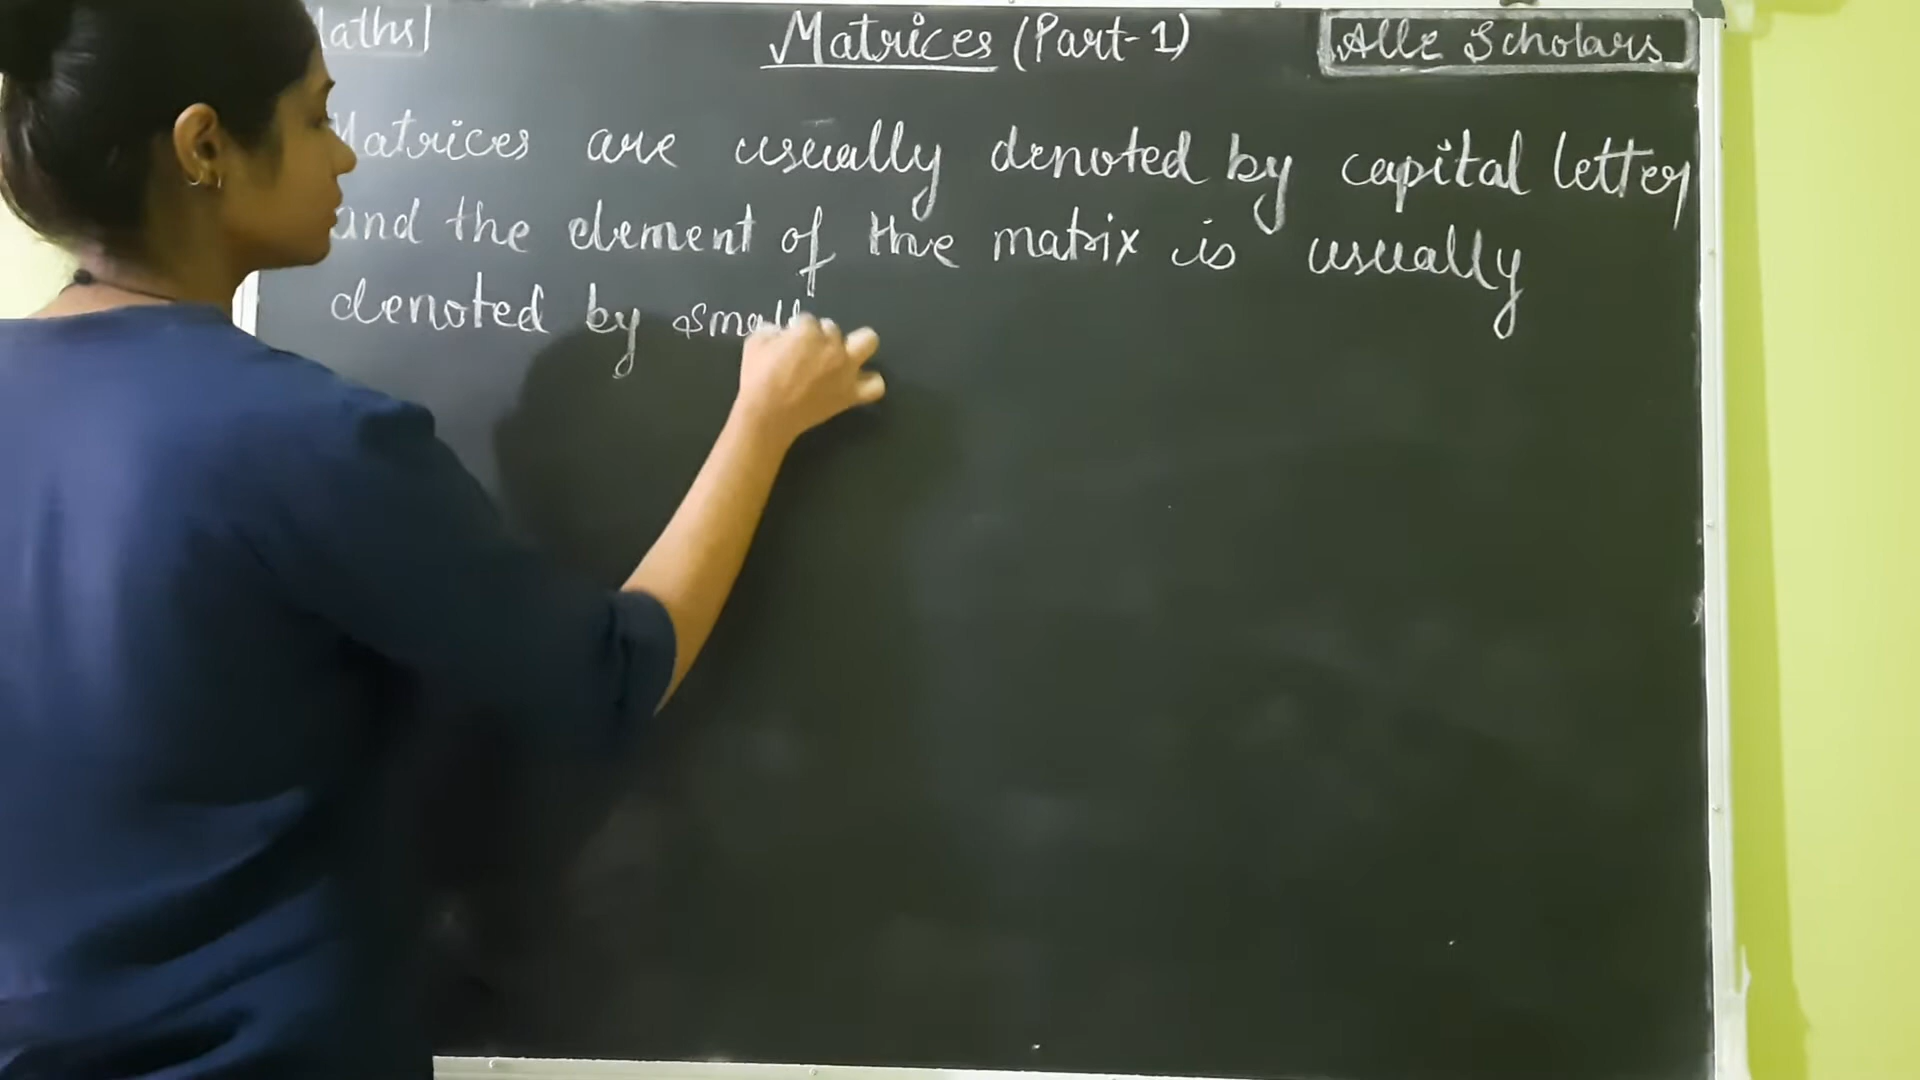 Maths
Matrices (Part-1)
Alle Scholars
Matrices are usually denoted by capital letter
and the element of the matrix is usually
denoted by small